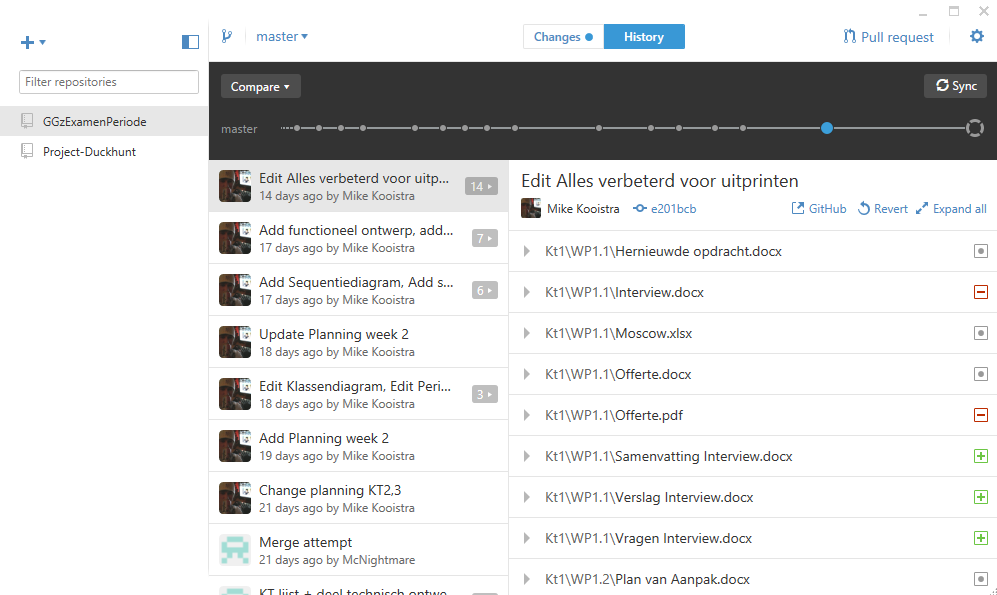 master
Changes
History
Pull request
Filter repositories
GGzExamenPeriode
Project-Duckhunt
Compare
Sync
master
Edit Alles verbeterd voor uitp...
14 days ago by Mike Kooistra
14
Add functioneel ontwerp, add...
17 days ago by Mike Kooistra
7
Add Sequentiediagram, Add s...
17 days ago by Mike Kooistra
6
Update Planning week 2
18 days ago by Mike Kooistra
Edit Klassendiagram, Edit Peri...
18 days ago by Mike Kooistra
3
Add Planning week 2
19 days ago by Mike Kooistra
Change planning KT2,3
21 days ago by Mike Kooistra
Merge attempt
21 days ago by McNightmare
KT lijst + deel technisch ontwe...
Edit Alles verbeterd voor uitprinten
Mike Kooistra
e201bcb
GitHub
Revert
Expand all
Kt1\WP1.1\Hernieuwde opdracht.docx
Kt1\WP1.1\Interview.docx
Kt1\WP1.1\Moscow.xlsx
Kt1\WP1.1\Offerte.docx
Kt1\WP1.1\Offerte.pdf
Kt1\WP1.1\Samenvatting Interview.docx
Kt1\WP1.1\Verslag Interview.docx
Kt1\WP1.1\Vragen Interview.docx
Kt1\WP1.2\Plan van Aanpak.docx